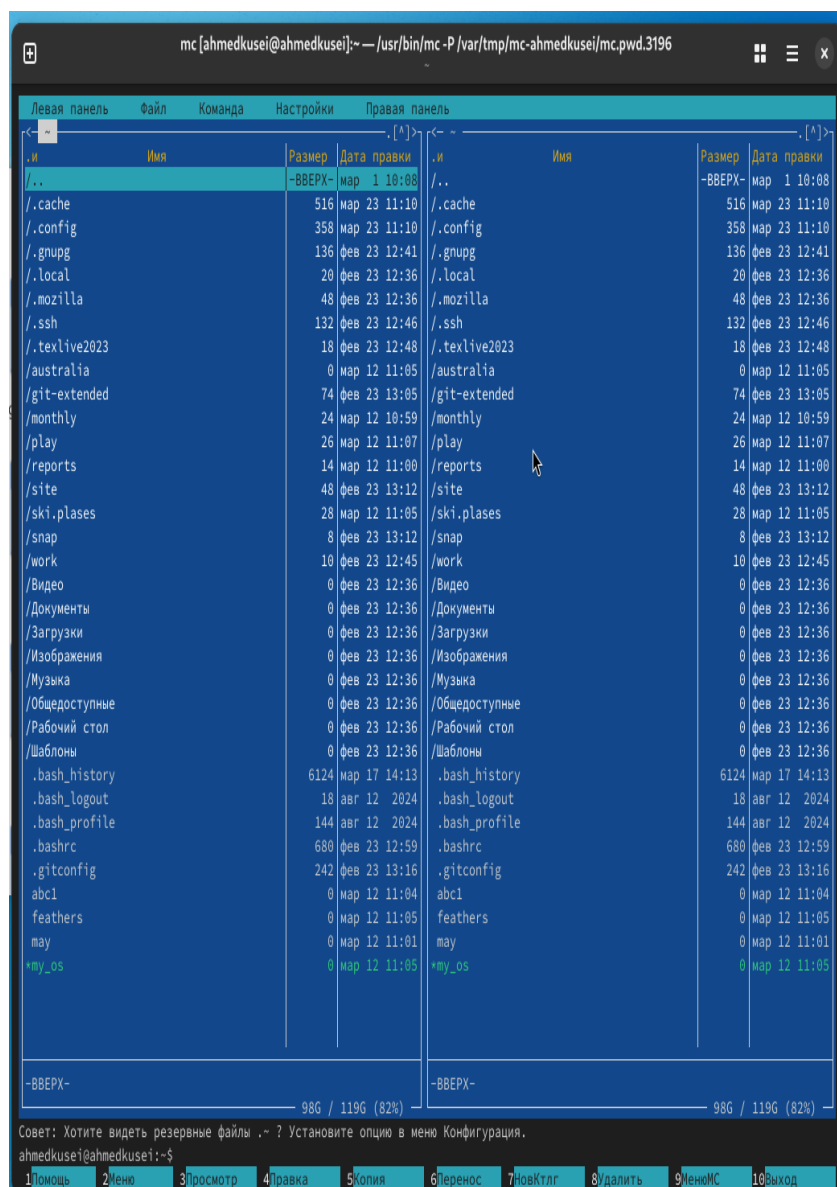 mc [ahmedkusei@ahmedkusei]:~ — /usr/bin/mc -P /var/tmp/mc-ahmedkusei/mc.pwd.3196
~
Левая панель Файл Команда Настройки Правая панель
<— ~ .[^]> <— ~ .[^]>
.и Имя Размер Дата правки .и Имя Размер Дата правки
/.. -ВВЕРХ- мар 1 10:08 /.. -ВВЕРХ- мар 1 10:08
/.cache 516 мар 23 11:10 /.cache 516 мар 23 11:10
/.config 358 мар 23 11:10 /.config 358 мар 23 11:10
/.gnupg 136 фев 23 12:41 /.gnupg 136 фев 23 12:41
/.local 20 фев 23 12:36 /.local 20 фев 23 12:36
/.mozilla 48 фев 23 12:36 /.mozilla 48 фев 23 12:36
/.ssh 132 фев 23 12:46 /.ssh 132 фев 23 12:46
/.texlive2023 18 фев 23 12:48 /.texlive2023 18 фев 23 12:48
/australia 0 мар 12 11:05 /australia 0 мар 12 11:05
/git-extended 74 фев 23 13:05 /git-extended 74 фев 23 13:05
/monthly 24 мар 12 10:59 /monthly 24 мар 12 10:59
/play 26 мар 12 11:07 /play 26 мар 12 11:07
/reports 14 мар 12 11:00 /reports 14 мар 12 11:00
/site 48 фев 23 13:12 /site 48 фев 23 13:12
/ski.plases 28 мар 12 11:05 /ski.plases 28 мар 12 11:05
/snap 8 фев 23 13:12 /snap 8 фев 23 13:12
/work 10 фев 23 12:45 /work 10 фев 23 12:45
/Видео 0 фев 23 12:36 /Видео 0 фев 23 12:36
/Документы 0 фев 23 12:36 /Документы 0 фев 23 12:36
/Загрузки 0 фев 23 12:36 /Загрузки 0 фев 23 12:36
/Изображения 0 фев 23 12:36 /Изображения 0 фев 23 12:36
/Музыка 0 фев 23 12:36 /Музыка 0 фев 23 12:36
/Общедоступные 0 фев 23 12:36 /Общедоступные 0 фев 23 12:36
/Рабочий стол 0 фев 23 12:36 /Рабочий стол 0 фев 23 12:36
/Шаблоны 0 фев 23 12:36 /Шаблоны 0 фев 23 12:36
.bash_history 6124 мар 17 14:13 .bash_history 6124 мар 17 14:13
.bash_logout 18 авг 12 2024 .bash_logout 18 авг 12 2024
.bash_profile 144 авг 12 2024 .bash_profile 144 авг 12 2024
.bashrc 680 фев 23 12:59 .bashrc 680 фев 23 12:59
.gitconfig 242 фев 23 13:16 .gitconfig 242 фев 23 13:16
abc1 0 мар 12 11:04 abc1 0 мар 12 11:04
feathers 0 мар 12 11:05 feathers 0 мар 12 11:05
may 0 мар 12 11:01 may 0 мар 12 11:01
*my_os 0 мар 12 11:05 *my_os 0 мар 12 11:05
-ВВЕРХ- -ВВЕРХ-
98G / 119G (82%) 98G / 119G (82%)
Совет: Хотите видеть резервные файлы .~ ? Установите опцию в меню Конфигурация.
ahmedkusei@ahmedkusei:~$
1Помощь 2Меню 3Просмотр 4Правка 5Копия 6Перенос 7НовКтлг 8Удалить 9МенюМС 10Выход